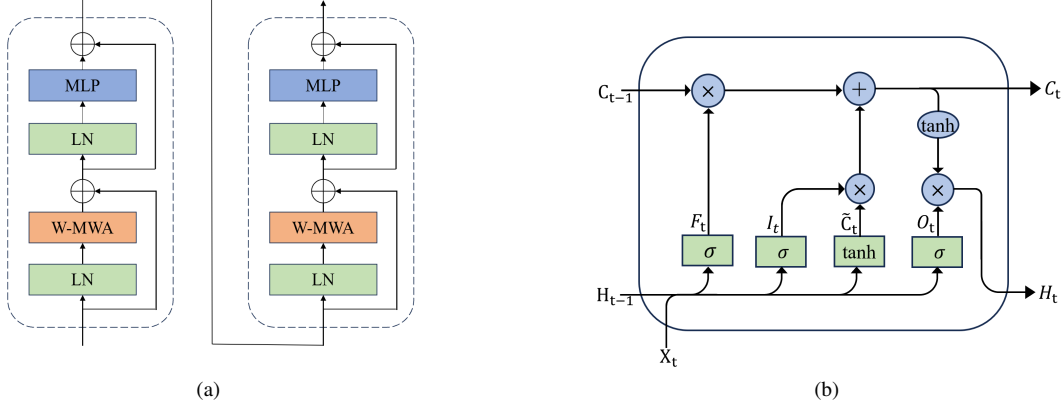 MLP
LN
W-MWA
LN
MLP
LN
W-MWA
LN
(a)
C_{t-1}
×
+
C_t
tanh
×
×
F_t
I_t
C̃_t
O_t
σ
σ
tanh
σ
H_{t-1}
H_t
X_t
(b)